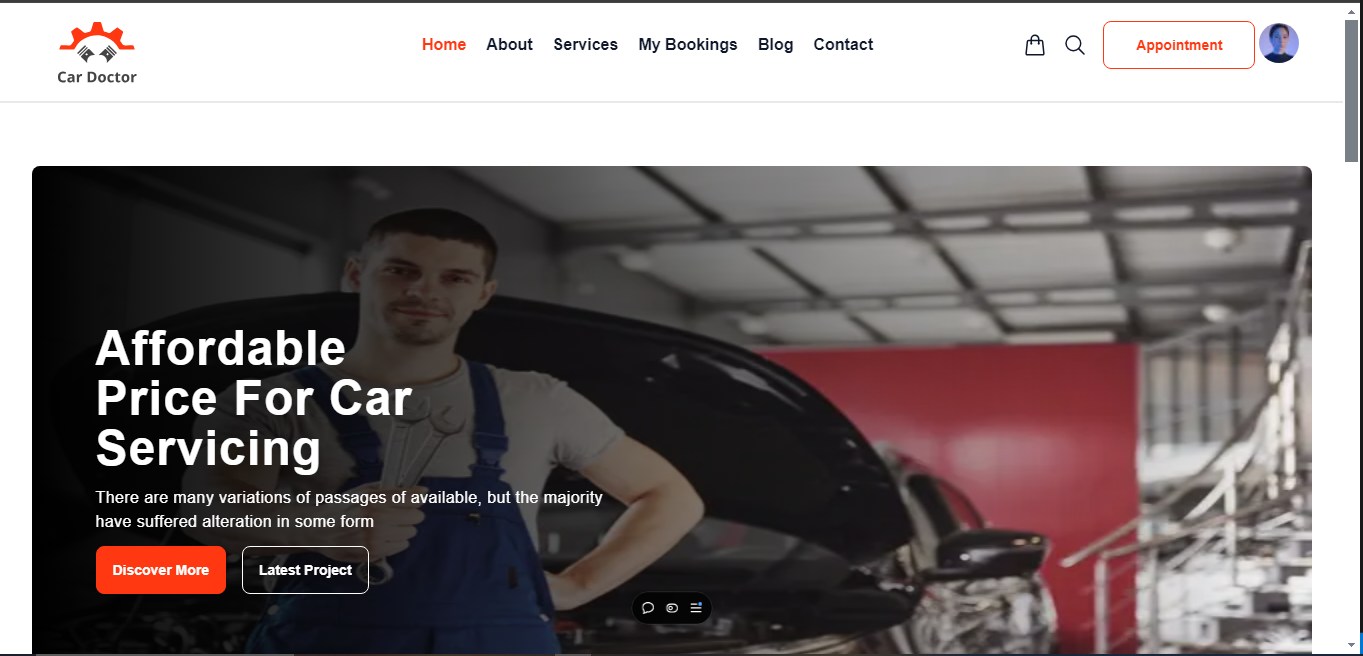 Car Doctor
Home About Services My Bookings Blog Contact
Appointment
Affordable
Price For Car
Servicing
There are many variations of passages of available, but the majority
have suffered alteration in some form
Discover More
Latest Project